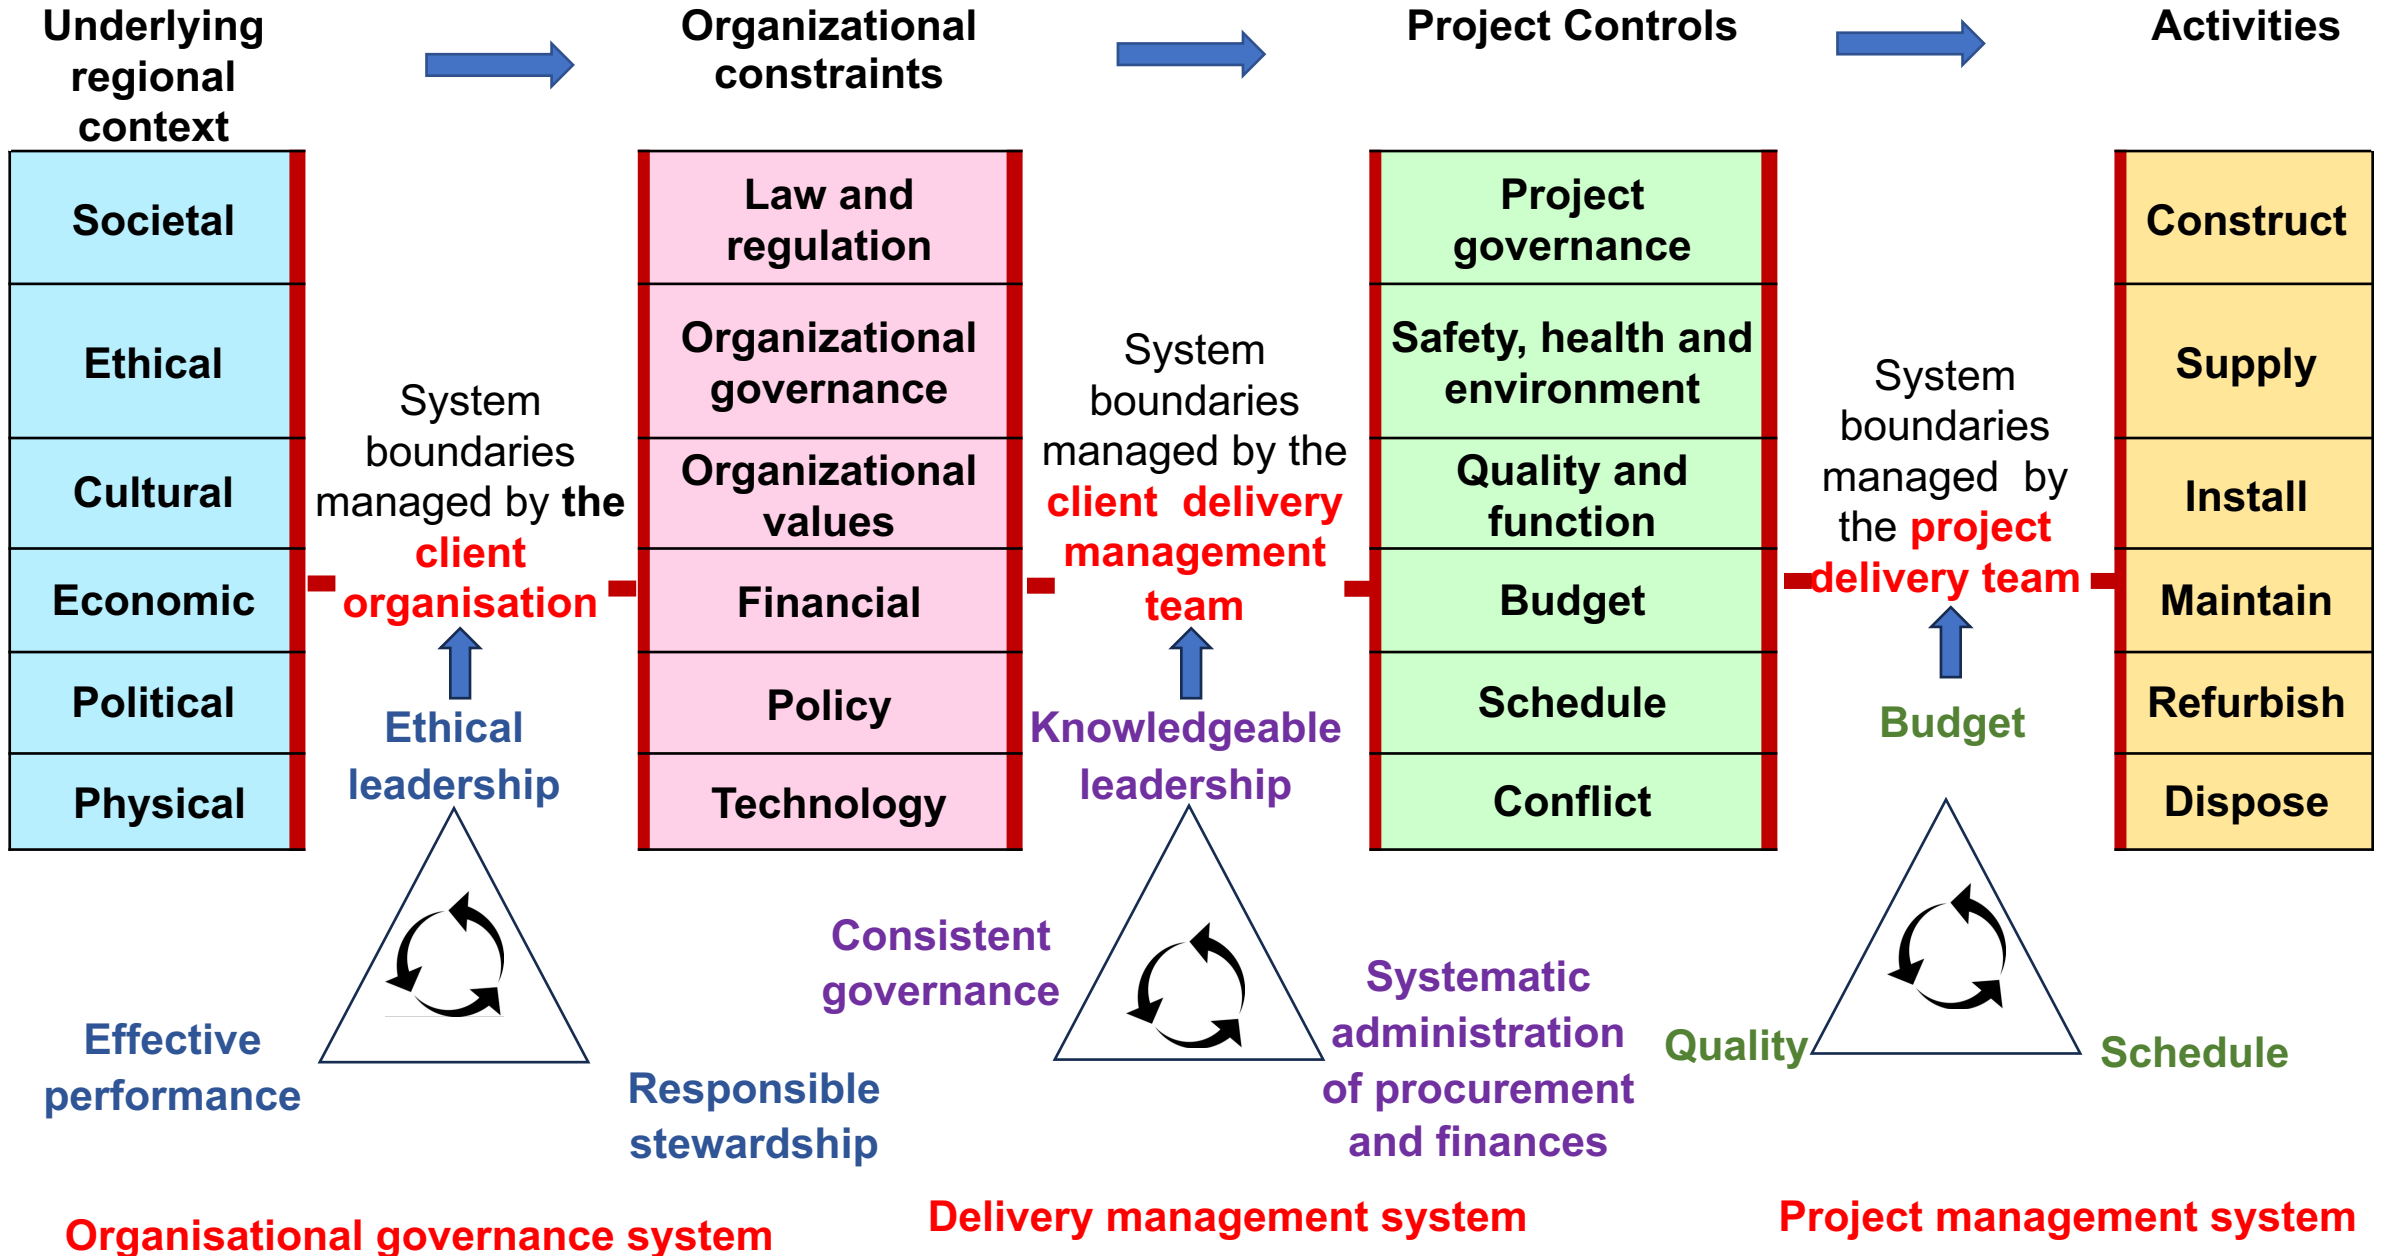 Underlying
regional
context
Organizational
constraints
Project Controls
Activities
Societal
Ethical
Cultural
Economic
Political
Physical
System
boundaries
managed by the
client
organisation
Law and
regulation
Organizational
governance
Organizational
values
Financial
Policy
Technology
System
boundaries
managed by the
client delivery
management
team
Project
governance
Safety, health and
environment
Quality and
function
Budget
Schedule
Conflict
System
boundaries
managed by
the project
delivery team
Construct
Supply
Install
Maintain
Refurbish
Dispose
Ethical
leadership
Effective
performance
Responsible
stewardship
Knowledgeable
leadership
Consistent
governance
Systematic
administration
of procurement
and finances
Budget
Quality
Schedule
Organisational governance system
Delivery management system
Project management system